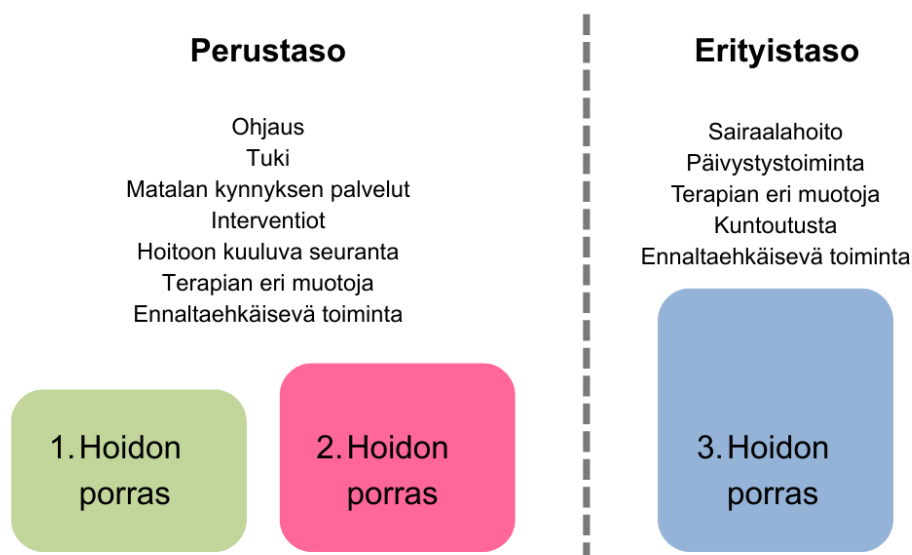 Perustaso
Ohjaus
Tuki
Matalan kynnyksen palvelut
Interventiot
Hoitoon kuuluva seuranta
Terapian eri muotoja
Ennaltaehkäisevä toiminta
Erityistaso
Sairaalahoito
Päivystystoiminta
Terapian eri muotoja
Kuntoutusta
Ennaltaehkäisevä toiminta
1. Hoidon
porras
2. Hoidon
porras
3. Hoidon
porras